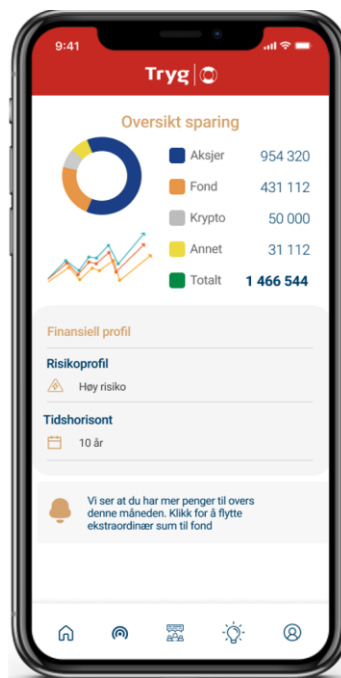 9:41
Tryg
Oversikt sparing
Aksjer 954 320
Fond 431 112
Krypto 50 000
Annet 31 112
Totalt 1 466 544
Finansiell profil
Risikoprofil
Høy risiko
Tidshorisont
10 år
Vi ser at du har mer penger til overs
denne måneden. Klikk for å flytte
ekstraordinær sum til fond